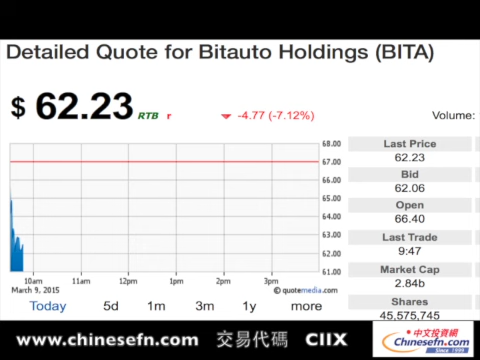 Detailed Quote for Bitauto Holdings (BITA)
$ 62.23 RTB r -4.77 (-7.12%) Volume:
68.00
67.00
66.00
65.00
64.00
63.00
62.00
61.00
10am 11am 12pm 1pm 2pm 3pm
March 9, 2015 © quotemedia.com
Today 5d 1m 3m 1y more
Last Price
62.23
Bid
62.06
Open
66.40
Last Trade
9:47
Market Cap
2.84b
Shares
45,575,745
www.chinesefn.com 交易代碼 CIIX
中文投資網
Chinesefn.com
Since 1999